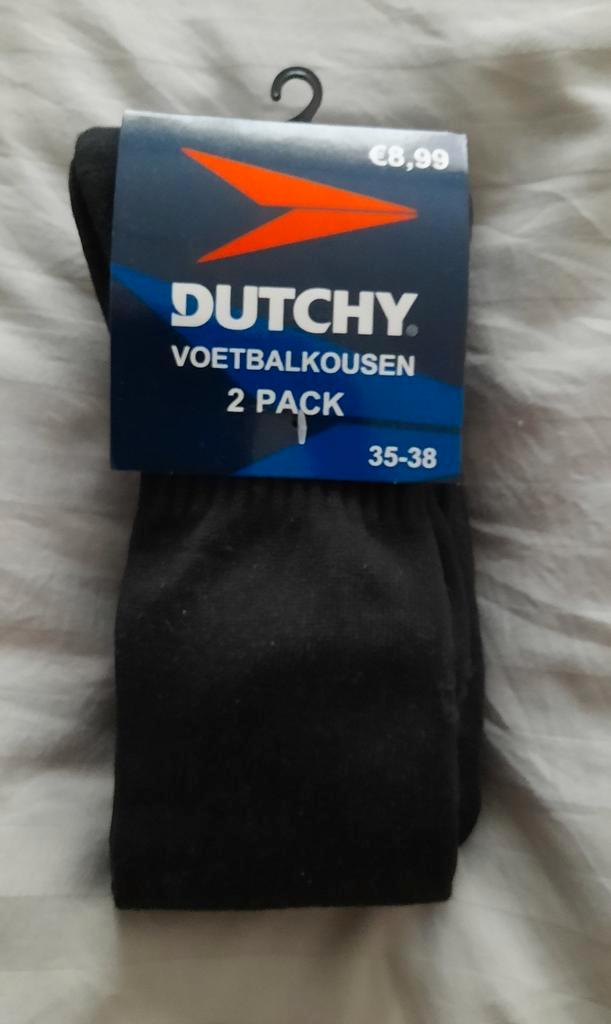 €8,99
DUTCHY
VOETBALKOUSEN
2 PACK
35-38